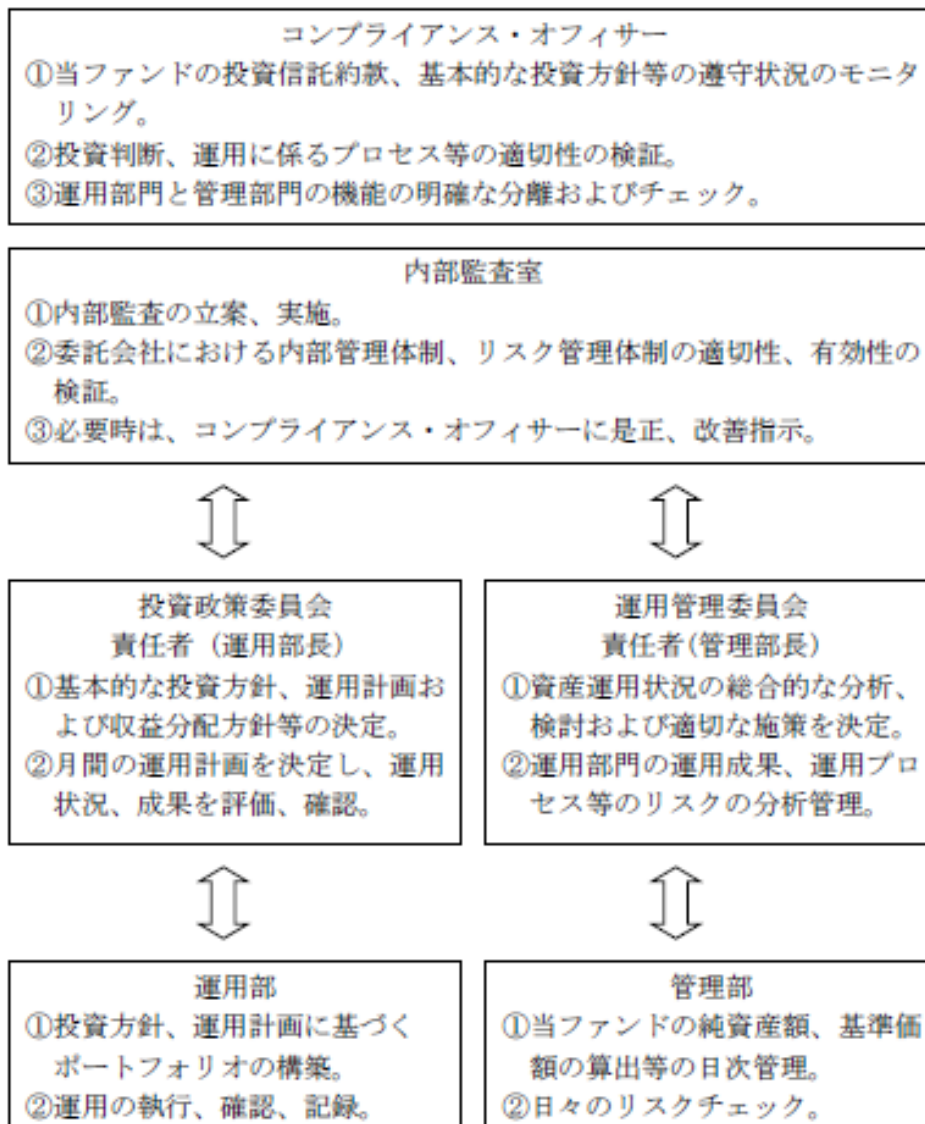 コンプライアンス・オフィサー
①当ファンドの投資信託約款、基本的な投資方針等の遵守状況のモニタ
リング。
②投資判断、運用に係るプロセス等の適切性の検証。
③運用部門と管理部門の機能の明確な分離およびチェック。
内部監査室
①内部監査の立案、実施。
②委託会社における内部管理体制、リスク管理体制の適切性、有効性の
検証。
③必要時は、コンプライアンス・オフィサーに是正、改善指示。
投資政策委員会
責任者（運用部長）
①基本的な投資方針、運用計画お
よび収益分配方針等の決定。
②月間の運用計画を決定し、運用
状況、成果を評価、確認。
運用管理委員会
責任者(管理部長)
①資産運用状況の総合的な分析、
検討および適切な施策を決定。
②運用部門の運用成果、運用プロ
セス等のリスクの分析管理。
運用部
①投資方針、運用計画に基づく
ポートフォリオの構築。
②運用の執行、確認、記録。
管理部
①当ファンドの純資産額、基準価
額の算出等の日次管理。
②日々のリスクチェック。